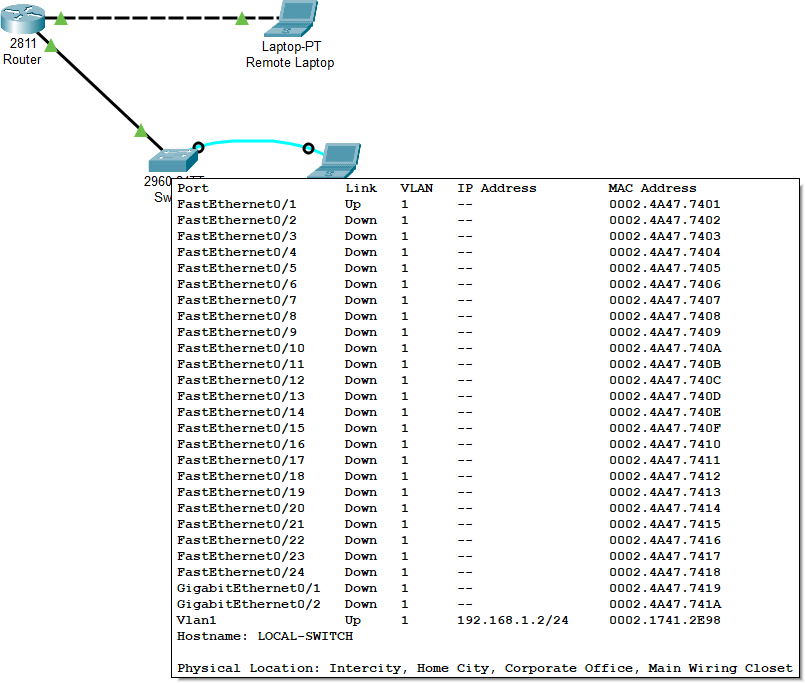 2811
Router
Laptop-PT
Remote Laptop
2960
Sw
Port Link VLAN IP Address MAC Address
FastEthernet0/1 Up 1 -- 0002.4A47.7401
FastEthernet0/2 Down 1 -- 0002.4A47.7402
FastEthernet0/3 Down 1 -- 0002.4A47.7403
FastEthernet0/4 Down 1 -- 0002.4A47.7404
FastEthernet0/5 Down 1 -- 0002.4A47.7405
FastEthernet0/6 Down 1 -- 0002.4A47.7406
FastEthernet0/7 Down 1 -- 0002.4A47.7407
FastEthernet0/8 Down 1 -- 0002.4A47.7408
FastEthernet0/9 Down 1 -- 0002.4A47.7409
FastEthernet0/10 Down 1 -- 0002.4A47.740A
FastEthernet0/11 Down 1 -- 0002.4A47.740B
FastEthernet0/12 Down 1 -- 0002.4A47.740C
FastEthernet0/13 Down 1 -- 0002.4A47.740D
FastEthernet0/14 Down 1 -- 0002.4A47.740E
FastEthernet0/15 Down 1 -- 0002.4A47.740F
FastEthernet0/16 Down 1 -- 0002.4A47.7410
FastEthernet0/17 Down 1 -- 0002.4A47.7411
FastEthernet0/18 Down 1 -- 0002.4A47.7412
FastEthernet0/19 Down 1 -- 0002.4A47.7413
FastEthernet0/20 Down 1 -- 0002.4A47.7414
FastEthernet0/21 Down 1 -- 0002.4A47.7415
FastEthernet0/22 Down 1 -- 0002.4A47.7416
FastEthernet0/23 Down 1 -- 0002.4A47.7417
FastEthernet0/24 Down 1 -- 0002.4A47.7418
GigabitEthernet0/1 Down 1 -- 0002.4A47.7419
GigabitEthernet0/2 Down 1 -- 0002.4A47.741A
Vlan1 Up 1 192.168.1.2/24 0002.1741.2E98
Hostname: LOCAL-SWITCH
Physical Location: Intercity, Home City, Corporate Office, Main Wiring Closet